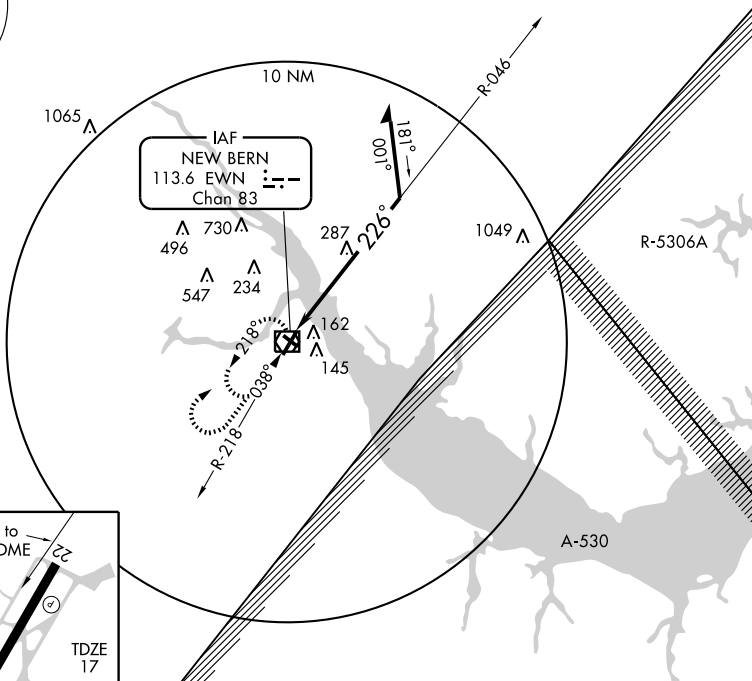 10 NM
R-046
1065
IAF
NEW BERN
113.6 EWN
Chan 83
181°
001°
226°
287
730
496
1049
R-5306A
547
234
162
145
218°
038°
R-218
A-530
to
OME
22
TDZE
17
P